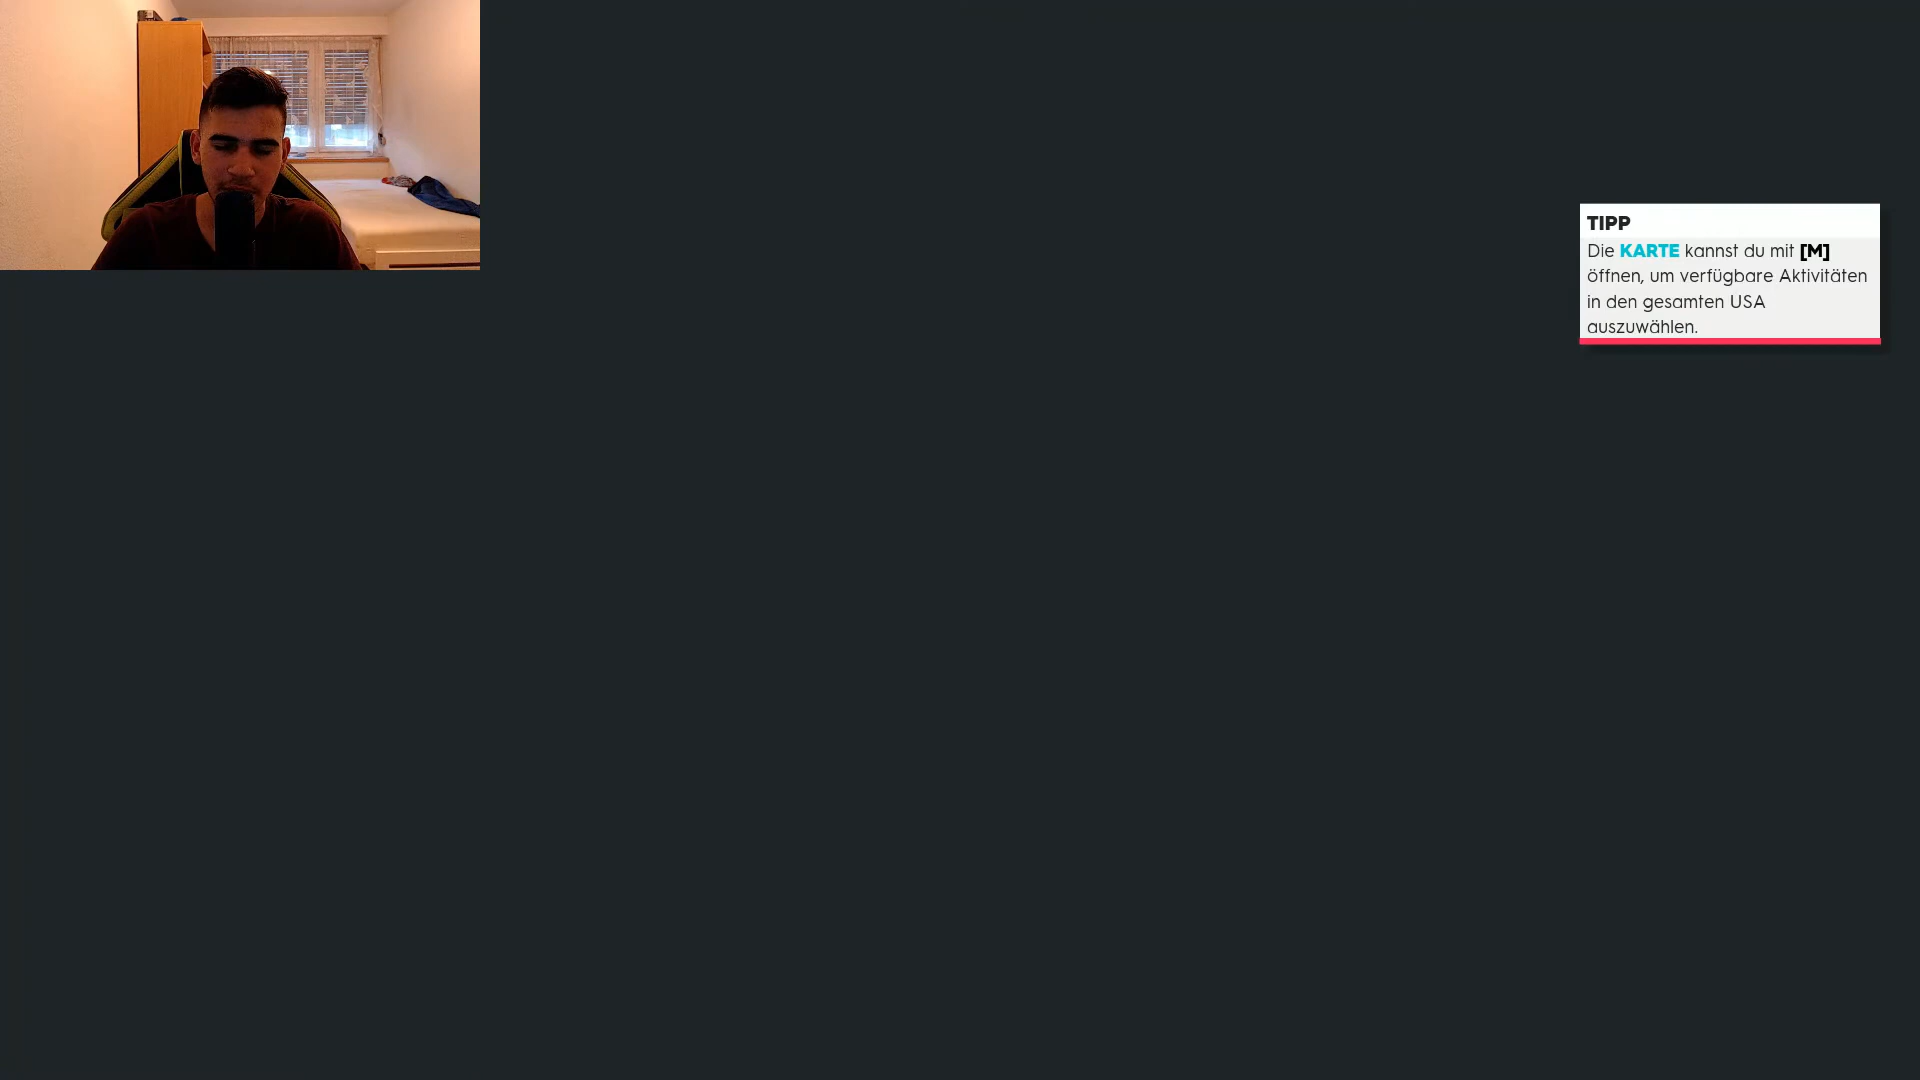 TIPP
Die KARTE kannst du mit [M]
öffnen, um verfügbare Aktivitäten
in den gesamten USA
auszuwählen.